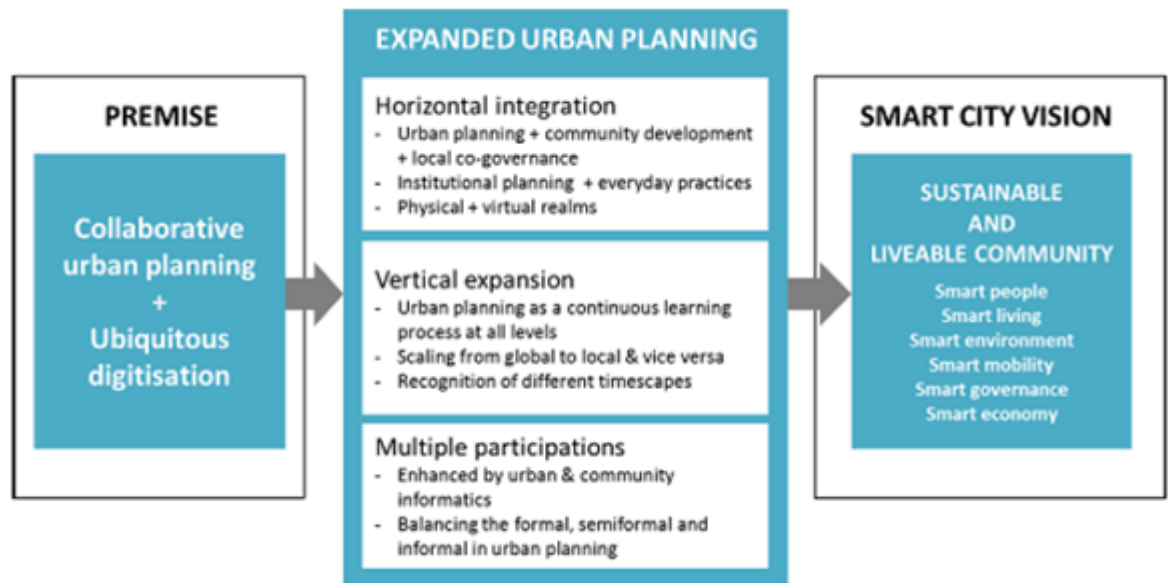 PREMISE
Collaborative
urban planning
+
Ubiquitous
digitisation
EXPANDED URBAN PLANNING
Horizontal integration
- Urban planning + community development
+ local co-governance
- Institutional planning + everyday practices
- Physical + virtual realms
Vertical expansion
- Urban planning as a continuous learning
process at all levels
- Scaling from global to local & vice versa
- Recognition of different timescapes
Multiple participations
- Enhanced by urban & community
informatics
- Balancing the formal, semiformal and
informal in urban planning
SMART CITY VISION
SUSTAINABLE
AND
LIVEABLE COMMUNITY
Smart people
Smart living
Smart environment
Smart mobility
Smart governance
Smart economy